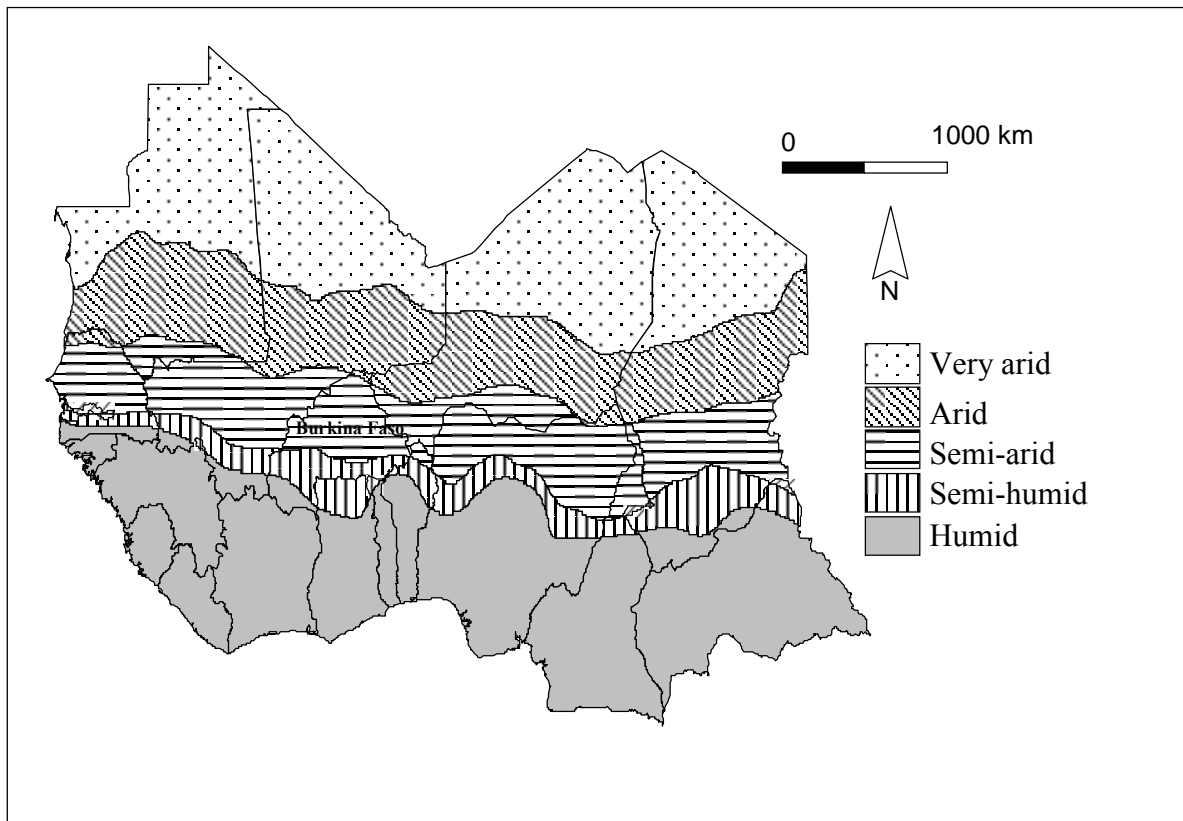 0 1000 km
N
Very arid
Arid
Semi-arid
Semi-humid
Humid
Burkina Faso